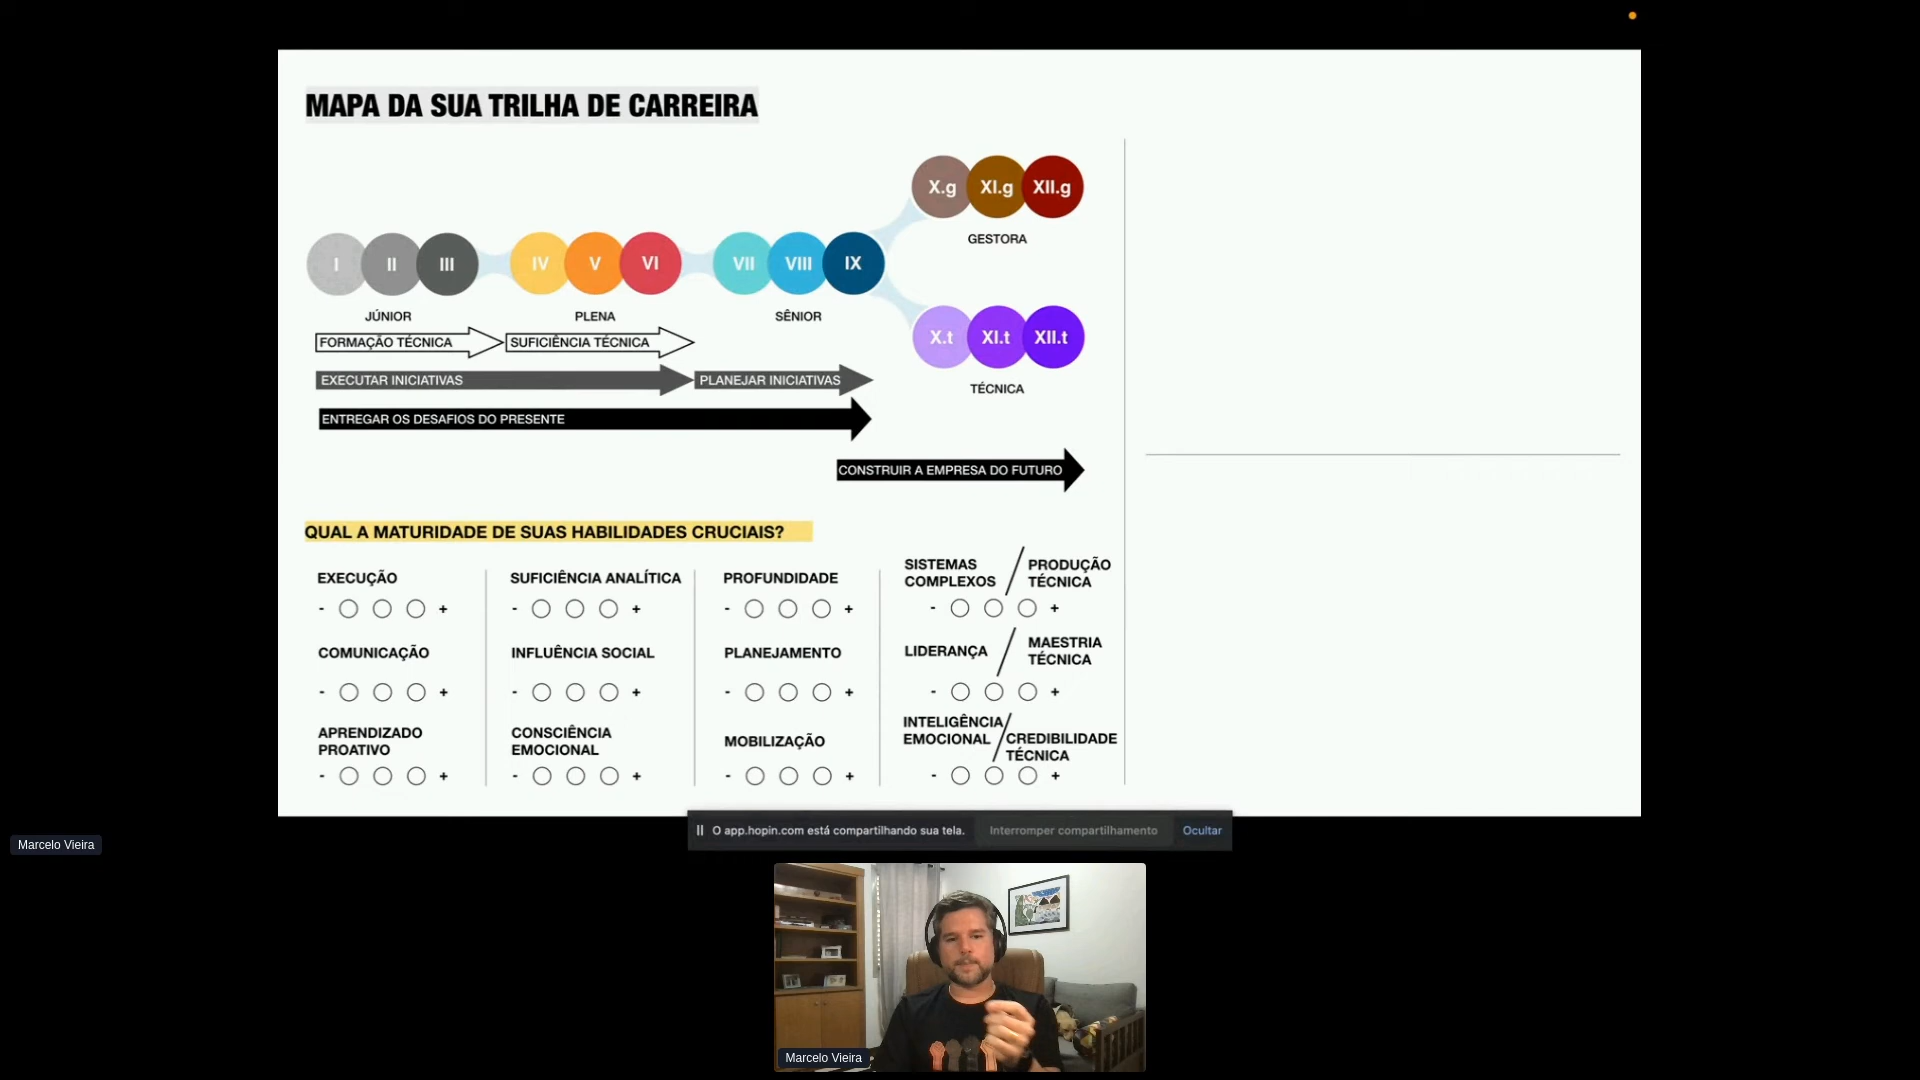 MAPA DA SUA TRILHA DE CARREIRA
X.g XI.g XII.g
GESTORA
I II III IV V VI VII VIII IX
JÚNIOR PLENA SÊNIOR
X.t XI.t XII.t
TÉCNICA
FORMAÇÃO TÉCNICA SUFICIÊNCIA TÉCNICA
EXECUTAR INICIATIVAS PLANEJAR INICIATIVAS
ENTREGAR OS DESAFIOS DO PRESENTE
CONSTRUIR A EMPRESA DO FUTURO
QUAL A MATURIDADE DE SUAS HABILIDADES CRUCIAIS?
EXECUÇÃO
- +
COMUNICAÇÃO
- +
APRENDIZADO
PROATIVO
- +
SUFICIÊNCIA ANALÍTICA
- +
INFLUÊNCIA SOCIAL
- +
CONSCIÊNCIA
EMOCIONAL
- +
PROFUNDIDADE
- +
PLANEJAMENTO
- +
MOBILIZAÇÃO
- +
SISTEMAS
COMPLEXOS
/
PRODUÇÃO
TÉCNICA
- +
LIDERANÇA
/
MAESTRIA
TÉCNICA
- +
INTELIGÊNCIA
EMOCIONAL
/
CREDIBILIDADE
TÉCNICA
- +
O app.hopin.com está compartilhando sua tela. Interromper compartilhamento Ocultar
Marcelo Vieira
Marcelo Vieira